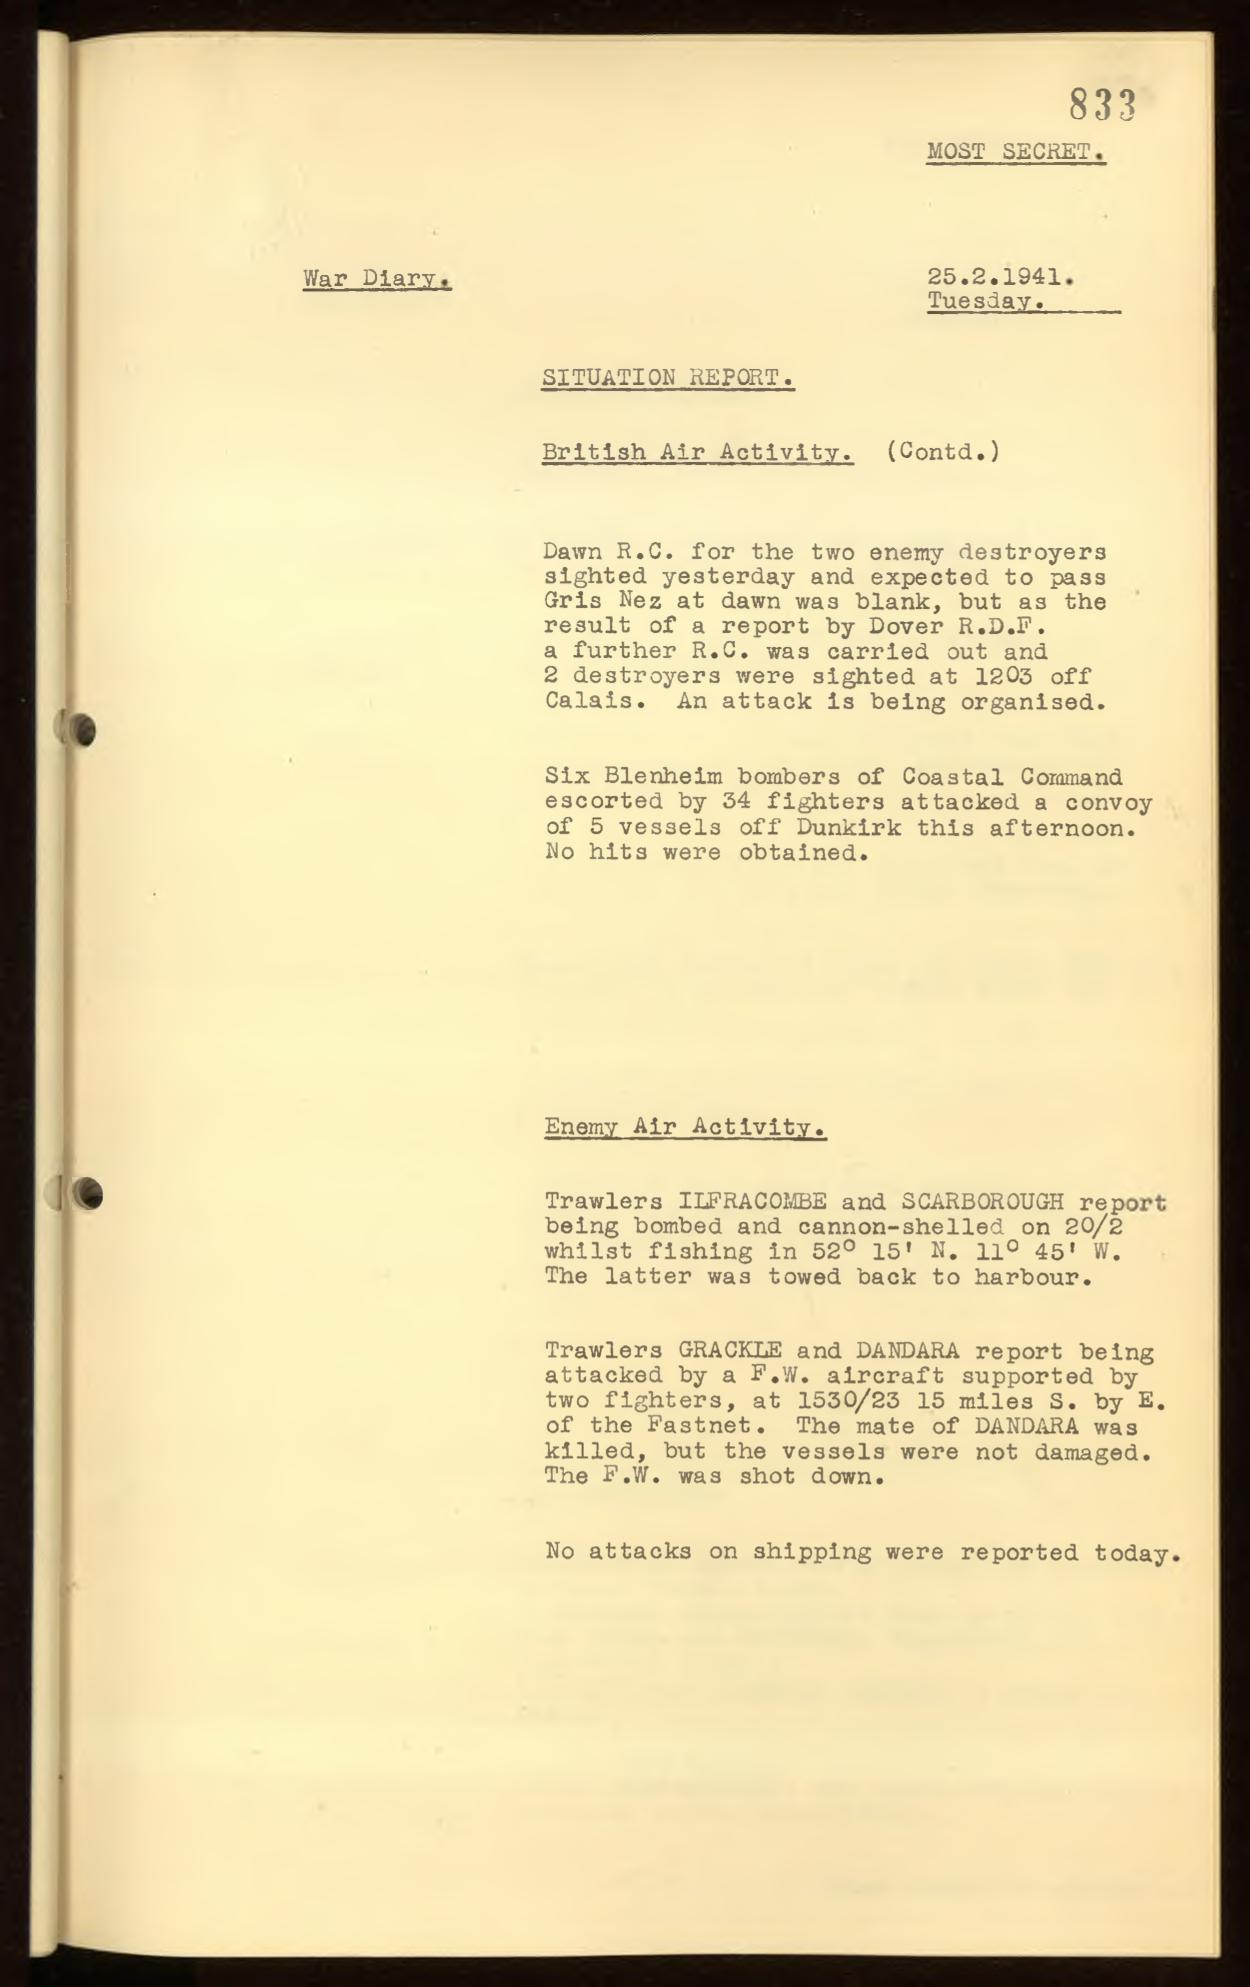 833
MOST SECRET.
War Diary.
25.2.1941.
Tuesday.
SITUATION REPORT.
British Air Activity. (Contd.)
Dawn R.C. for the two enemy destroyers
sighted yesterday and expected to pass
Gris Nez at dawn was blank, but as the
result of a report by Dover R.D.F.
a further R.C. was carried out and
2 destroyers were sighted at 1203 off
Calais. An attack is being organised.
Six Blenheim bombers of Coastal Command
escorted by 34 fighters attacked a convoy
of 5 vessels off Dunkirk this afternoon.
No hits were obtained.
Enemy Air Activity.
Trawlers ILFRACOMBE and SCARBOROUGH report
being bombed and cannon-shelled on 20/2
whilst fishing in 52° 15' N. 11° 45' W.
The latter was towed back to harbour.
Trawlers GRACKLE and DANDARA report being
attacked by a F.W. aircraft supported by
two fighters, at 1530/23 15 miles S. by E.
of the Fastnet. The mate of DANDARA was
killed, but the vessels were not damaged.
The F.W. was shot down.
No attacks on shipping were reported today.